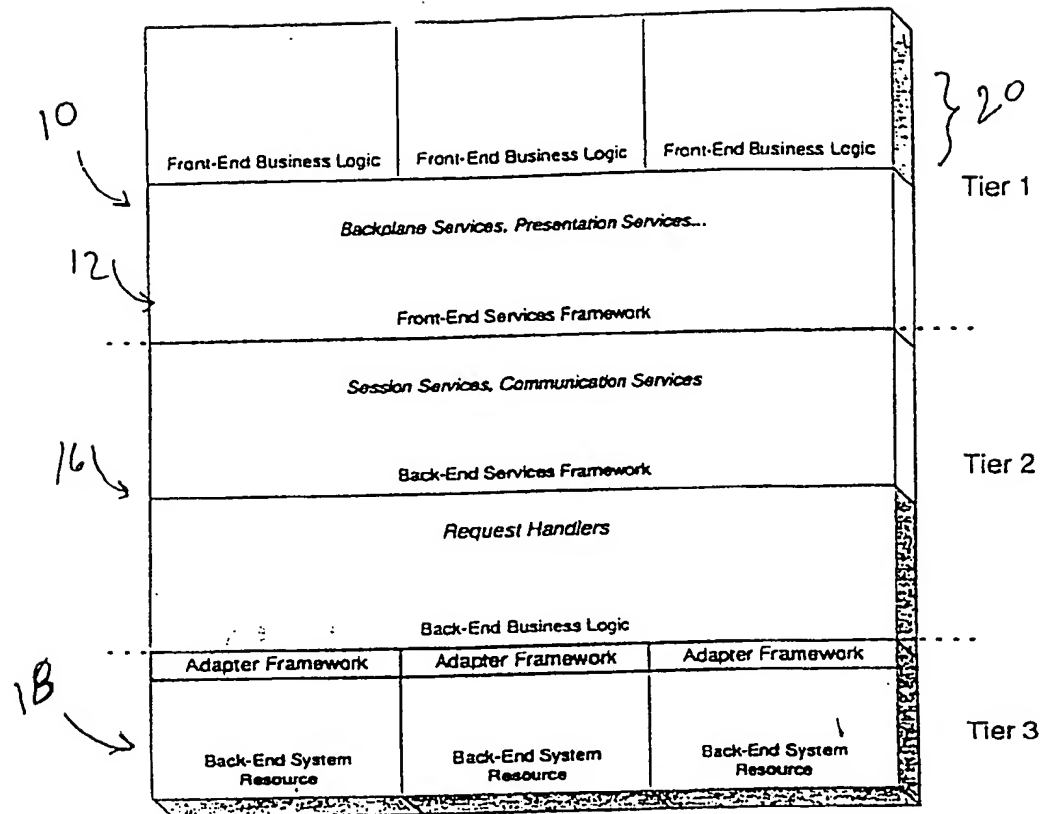 20
Front-End Business Logic
Front-End Business Logic
Front-End Business Logic
10
Tier 1
Backplane Services, Presentation Services...
12
Front-End Services Framework
Session Services, Communication Services
16
Back-End Services Framework
Tier 2
Request Handlers
Back-End Business Logic
Adapter Framework
Adapter Framework
Adapter Framework
18
Tier 3
Back-End System
Resource
Back-End System
Resource
Back-End System
Resource